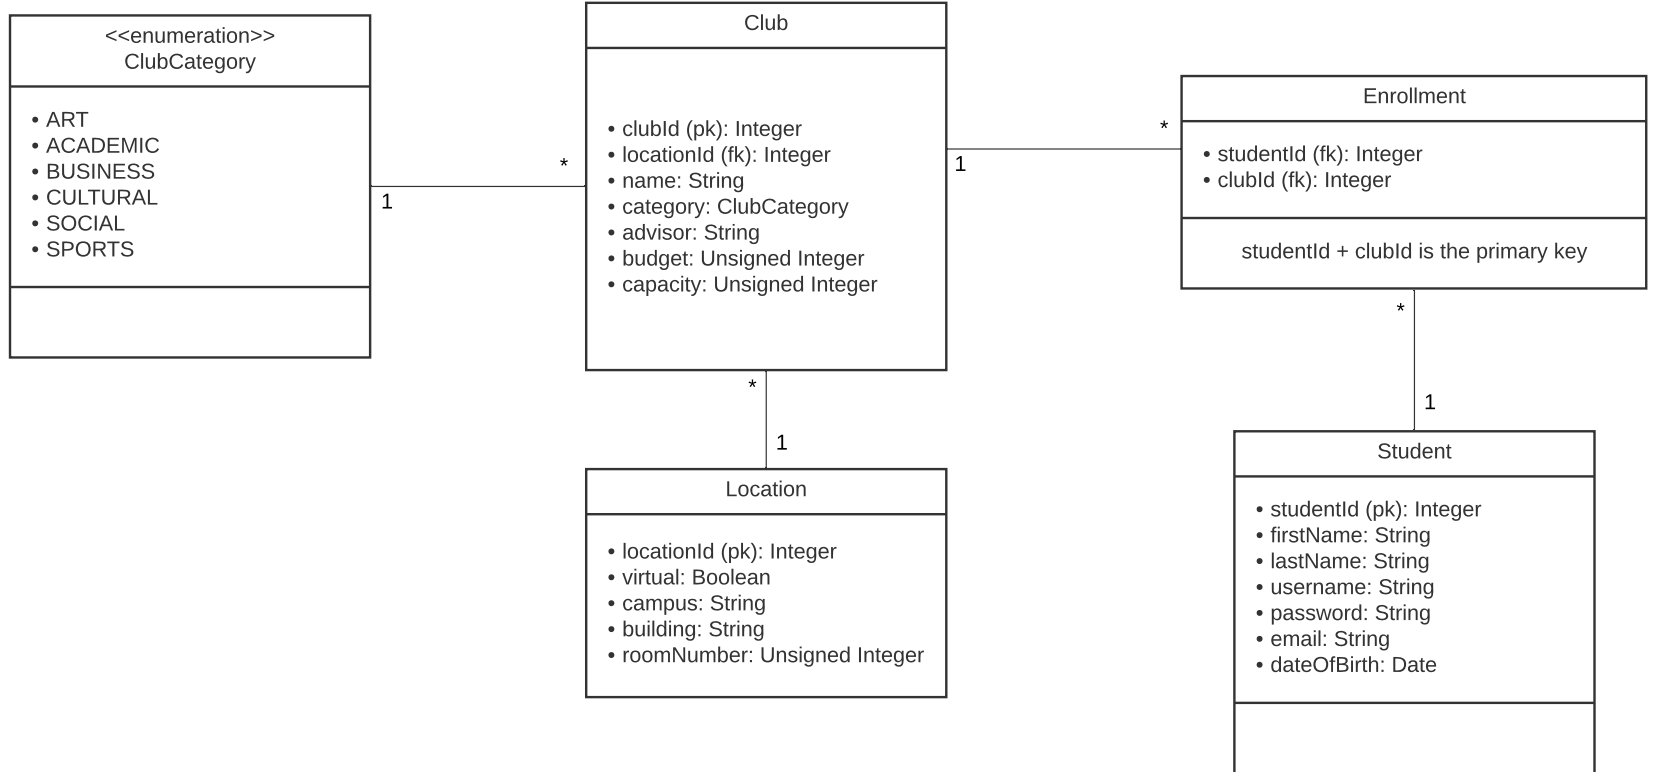 <<enumeration>>
ClubCategory
• ART
• ACADEMIC
• BUSINESS
• CULTURAL
• SOCIAL
• SPORTS
1
*
Club
• clubId (pk): Integer
• locationId (fk): Integer
• name: String
• category: ClubCategory
• advisor: String
• budget: Unsigned Integer
• capacity: Unsigned Integer
1
*
*
1
Location
• locationId (pk): Integer
• virtual: Boolean
• campus: String
• building: String
• roomNumber: Unsigned Integer
Enrollment
• studentId (fk): Integer
• clubId (fk): Integer
studentId + clubId is the primary key
*
1
Student
• studentId (pk): Integer
• firstName: String
• lastName: String
• username: String
• password: String
• email: String
• dateOfBirth: Date